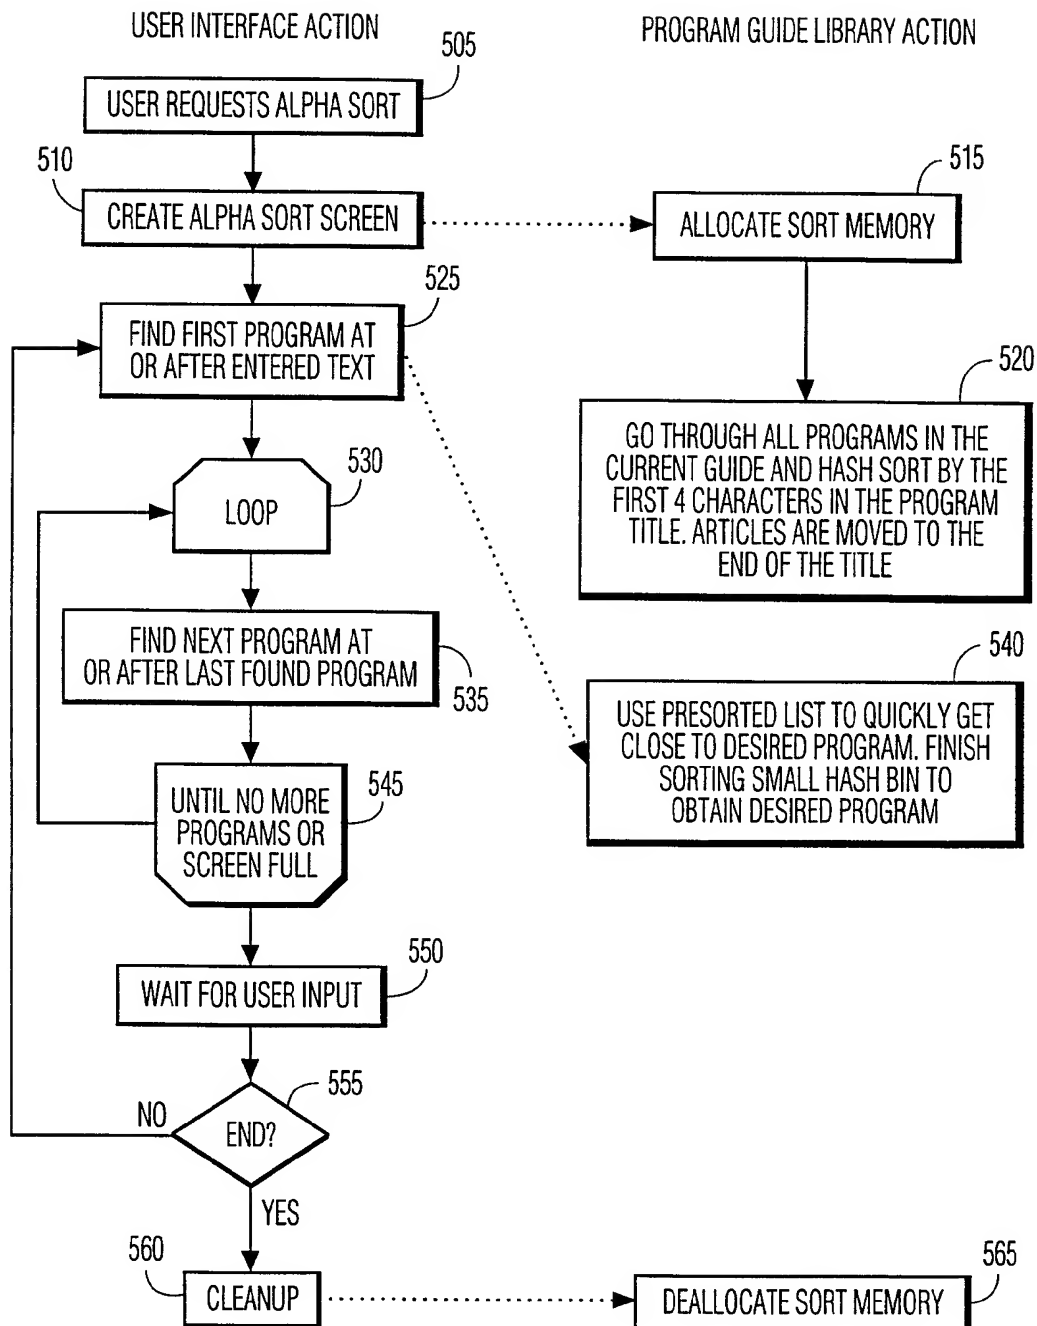 USER INTERFACE ACTION
PROGRAM GUIDE LIBRARY ACTION
505
USER REQUESTS ALPHA SORT
510
CREATE ALPHA SORT SCREEN
515
ALLOCATE SORT MEMORY
525
FIND FIRST PROGRAM AT
OR AFTER ENTERED TEXT
520
GO THROUGH ALL PROGRAMS IN THE
CURRENT GUIDE AND HASH SORT BY THE
FIRST 4 CHARACTERS IN THE PROGRAM
TITLE. ARTICLES ARE MOVED TO THE
END OF THE TITLE
530
LOOP
FIND NEXT PROGRAM AT
OR AFTER LAST FOUND PROGRAM
535
540
USE PRESORTED LIST TO QUICKLY GET
CLOSE TO DESIRED PROGRAM. FINISH
SORTING SMALL HASH BIN TO
OBTAIN DESIRED PROGRAM
545
UNTIL NO MORE
PROGRAMS OR
SCREEN FULL
550
WAIT FOR USER INPUT
555
NO
END?
YES
560
CLEANUP
565
DEALLOCATE SORT MEMORY